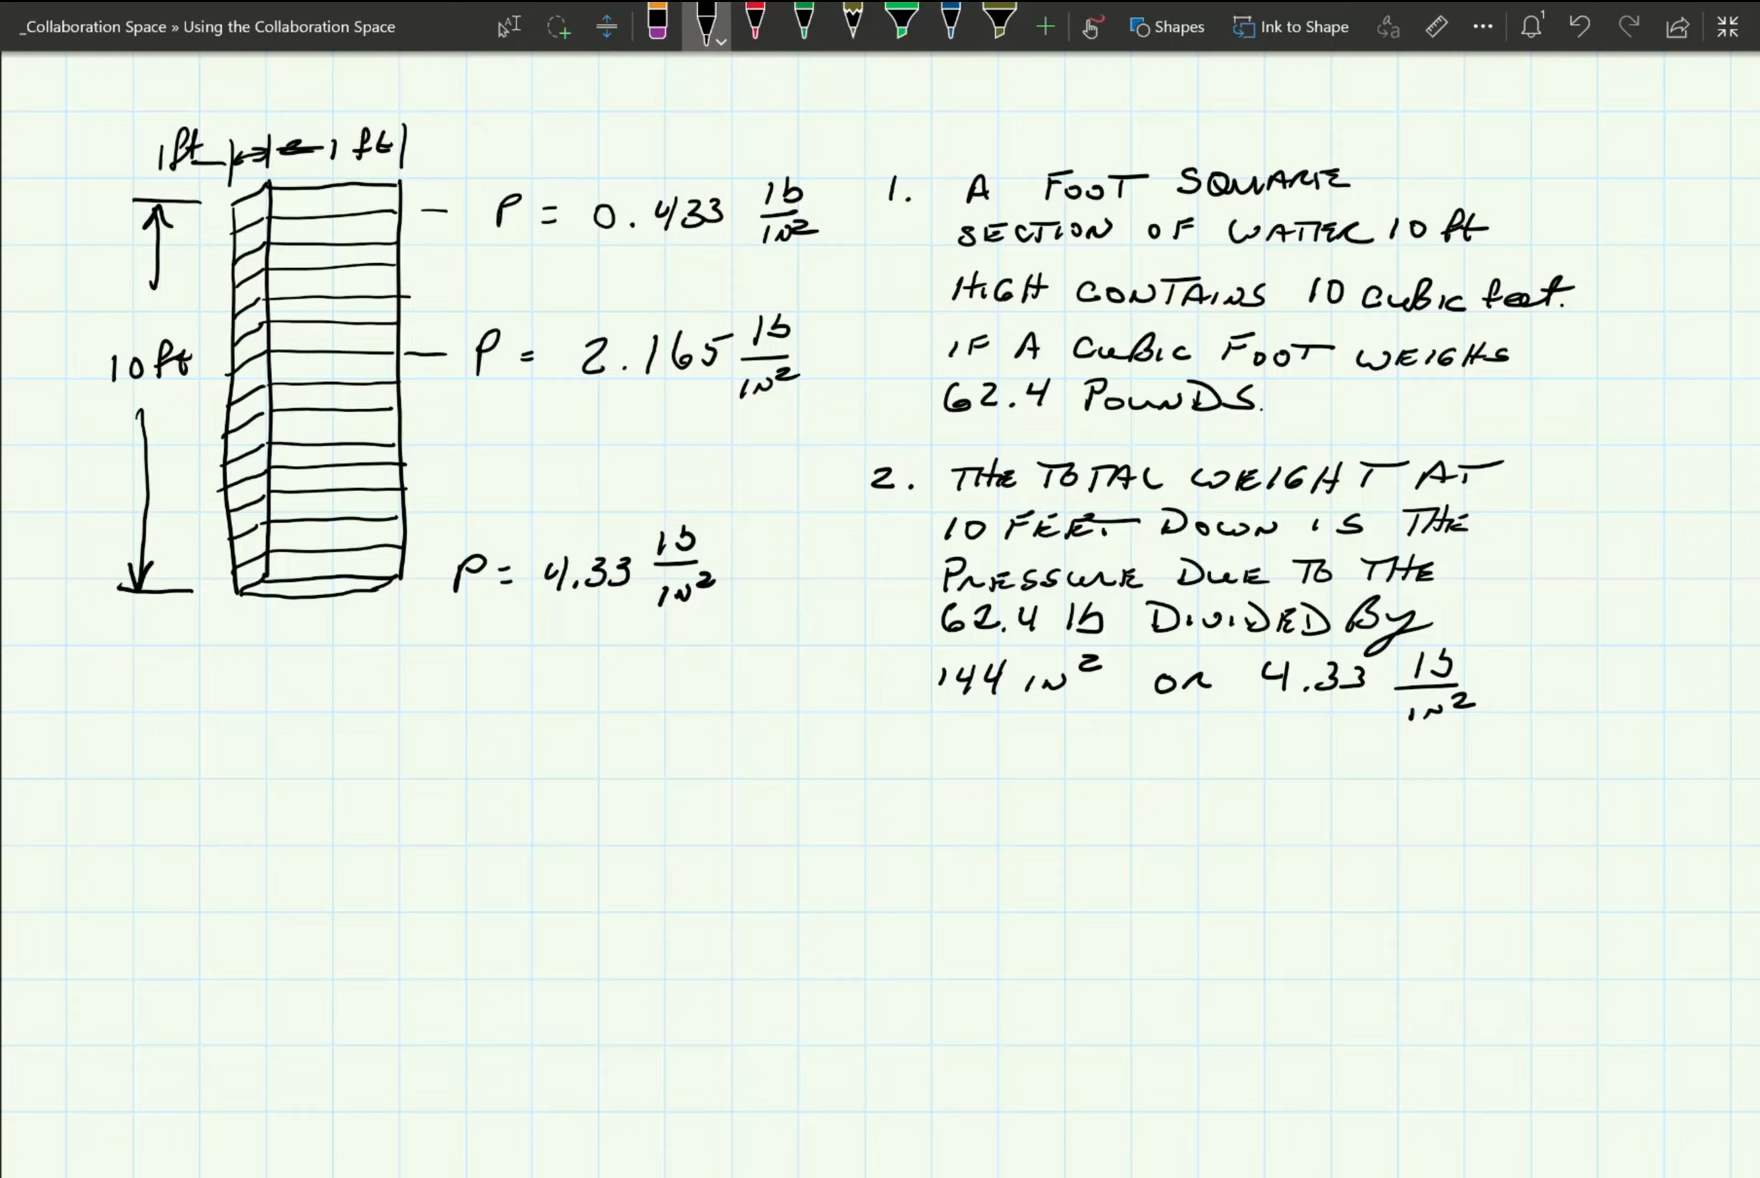 _Collaboration Space » Using the Collaboration Space
Shapes
Ink to Shape
1
1ft
1 ft
10 ft
P = 0.433 lb/IN²
P = 2.165 lb/IN²
P = 4.33 lb/IN²
1. A FOOT SQUARE
SECTION OF WATER 10 ft
HIGH CONTAINS 10 cubic feet.
IF A CUBIC FOOT WEIGHS
62.4 POUNDS.
2. THE TOTAL WEIGHT AT
10 FEET DOWN IS THE
PRESSURE DUE TO THE
62.4 lb DIVIDED By
144 IN² OR 4.33 lb/IN²